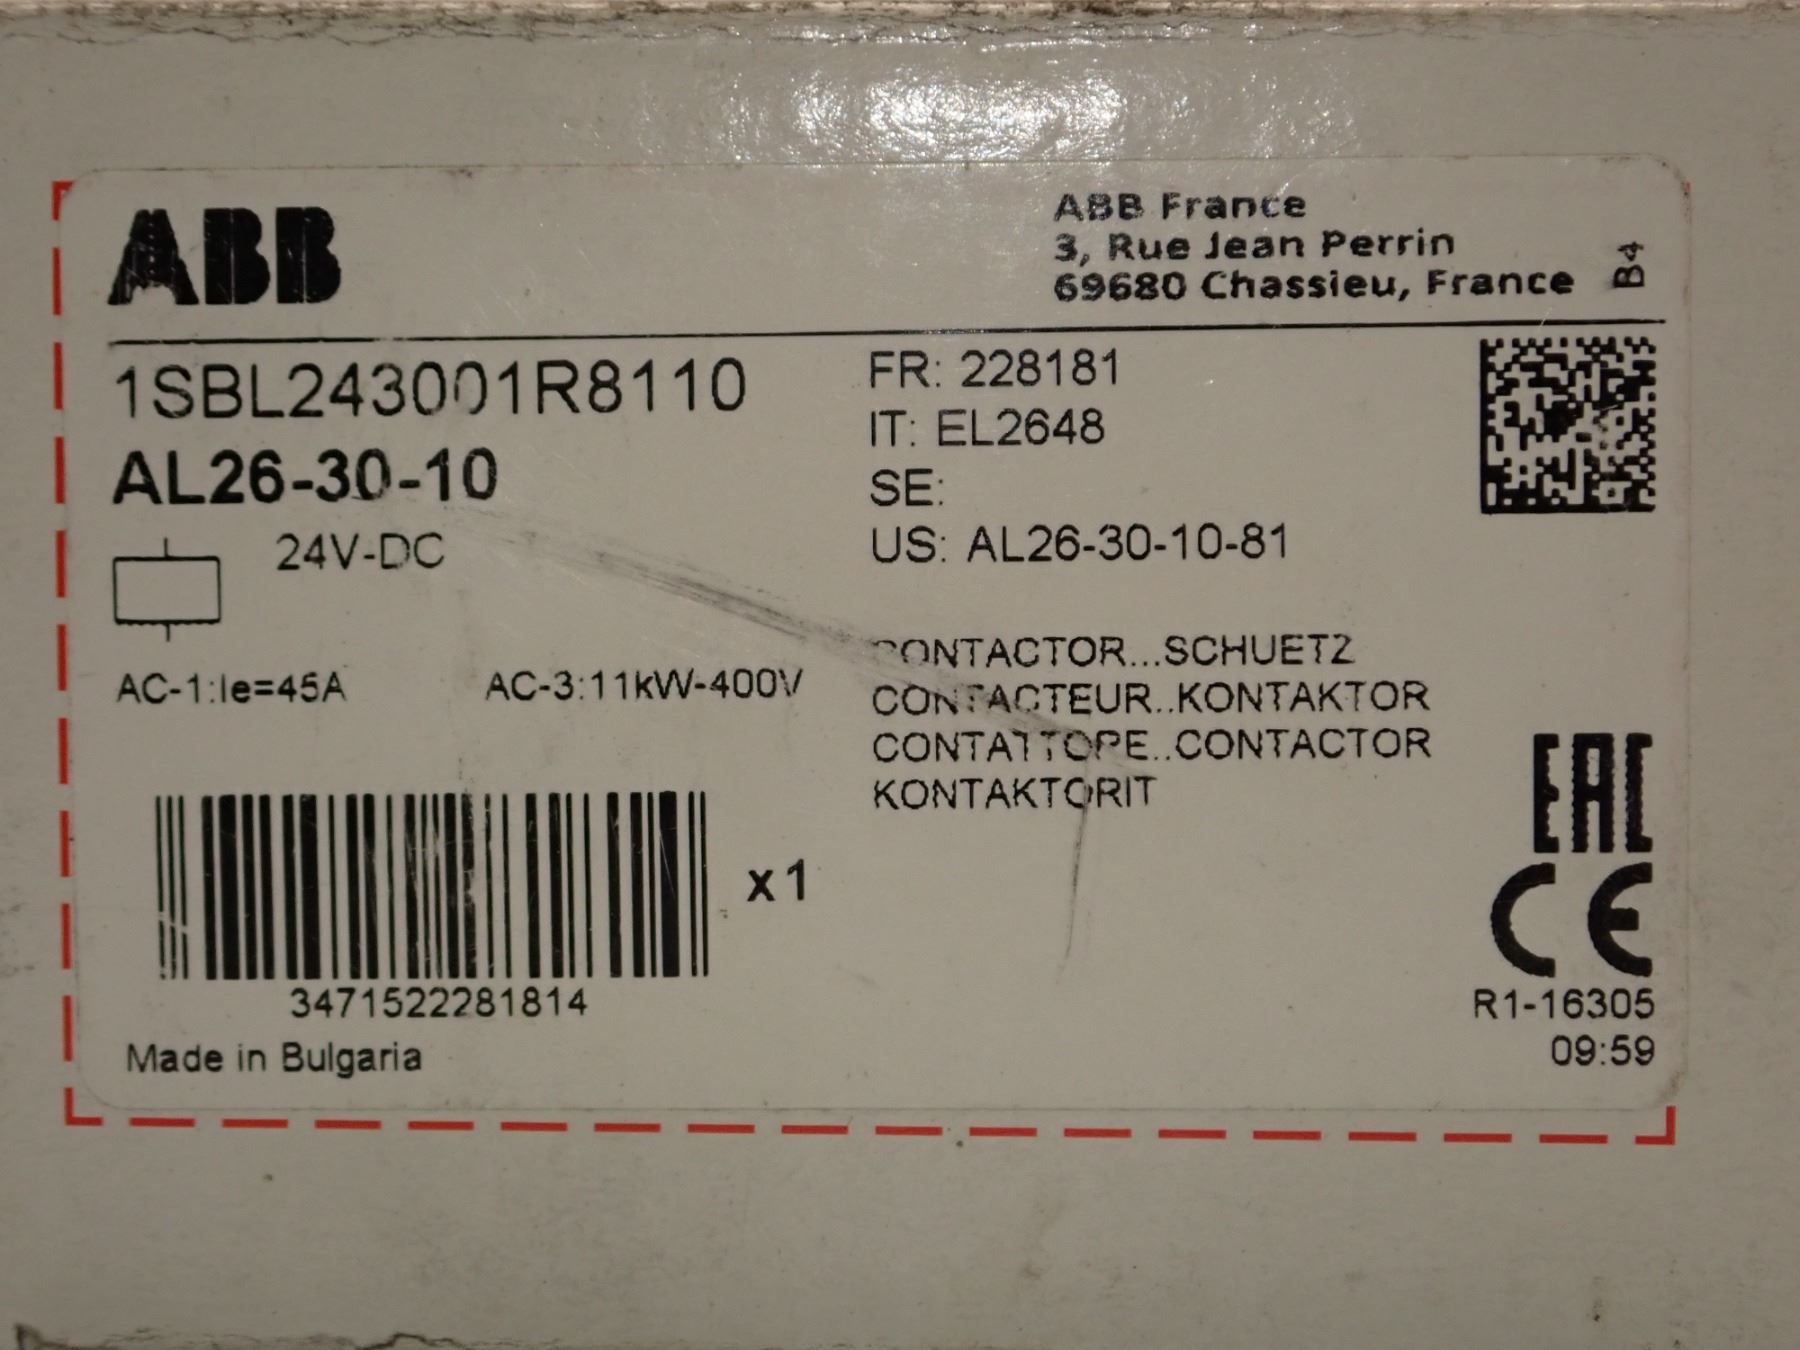 ABB
ABB France
3, Rue Jean Perrin
69680 Chassieu, France
B4
1SBL243001R8110
AL26-30-10
24V-DC
AC-1:Ie=45A
AC-3:11kW-400V
FR: 228181
IT: EL2648
SE:
US: AL26-30-10-81
CONTACTOR...SCHUETZ
CONTACTEUR..KONTAKTOR
CONTATTOPE..CONTACTOR
KONTAKTORIT
x1
3471522281814
Made in Bulgaria
EAC
CE
R1-16305
09:59